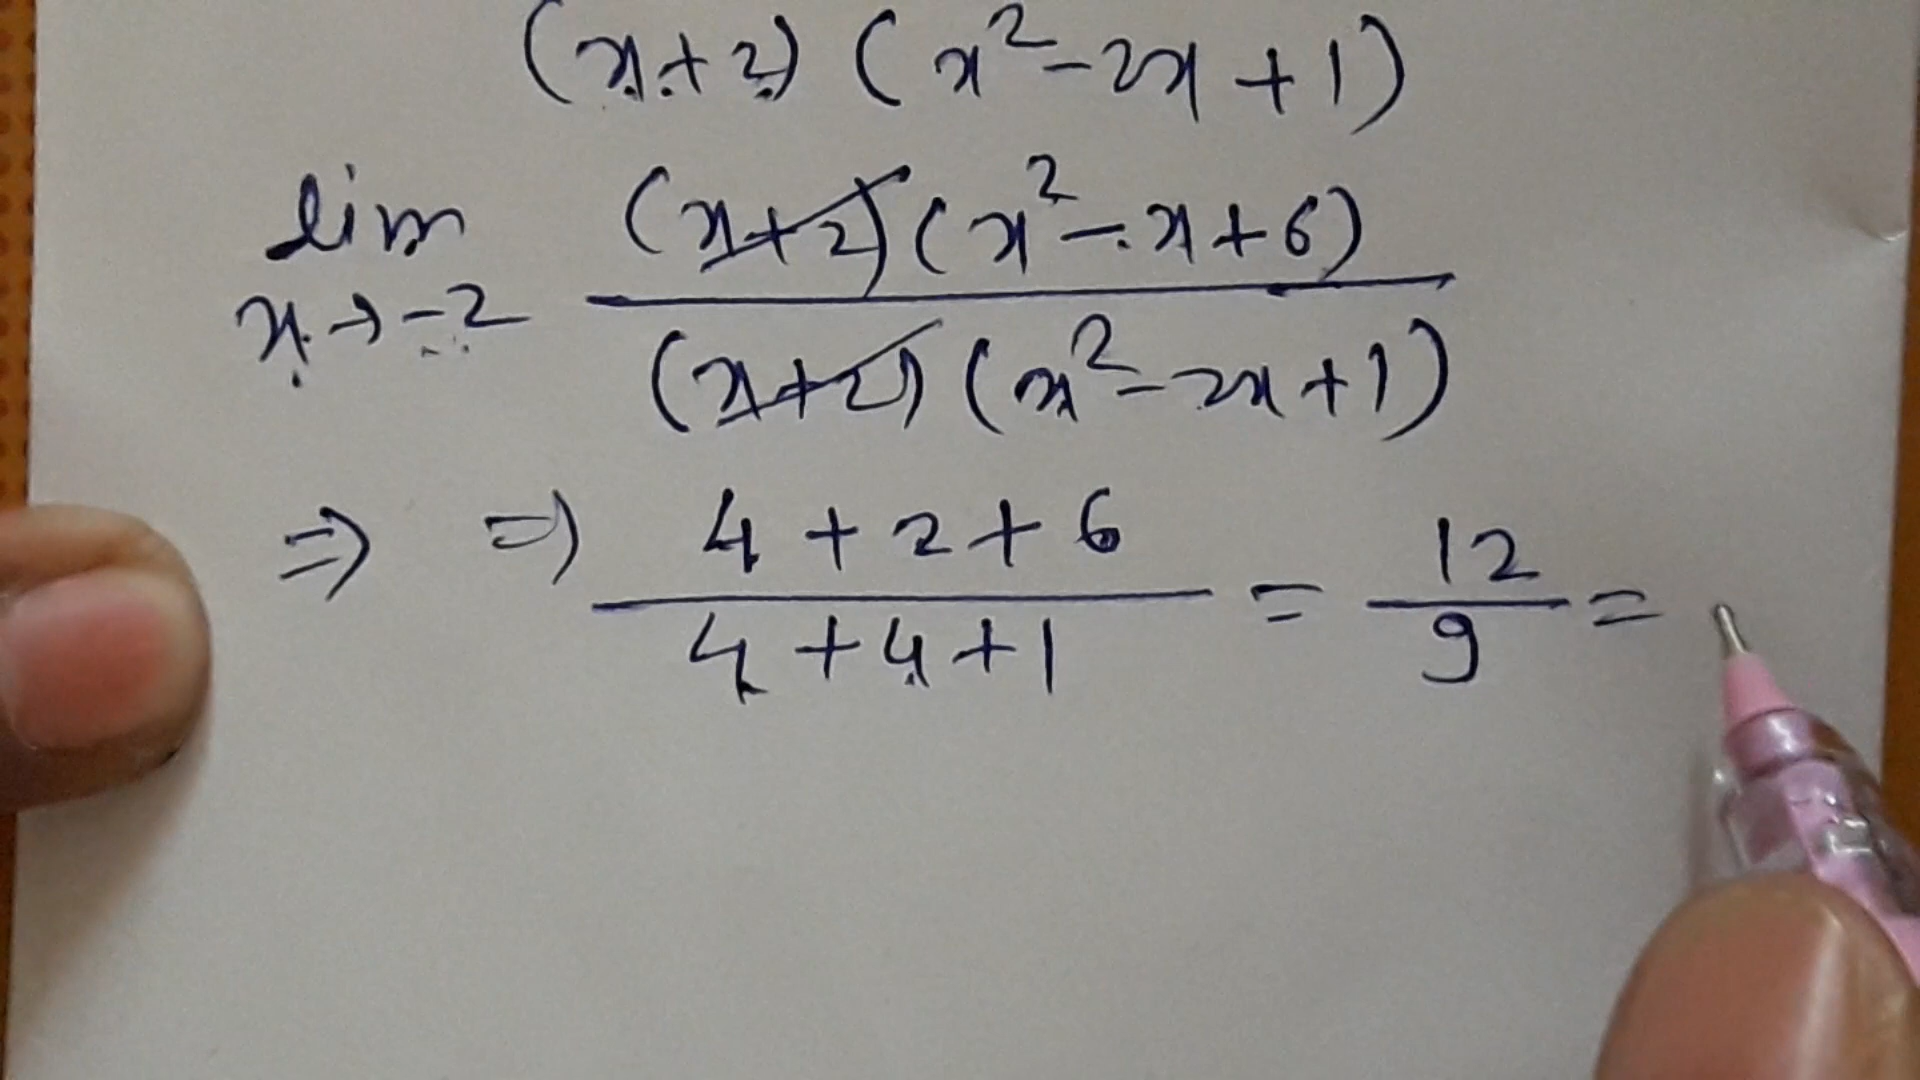 (x+2) (x²-2x+1)
lim x→-2 (x+2)(x²-x+6) / (x+2)(x²-2x+1)
⇒ ⇒ 4+2+6 / 4+4+1 = 12/9 =